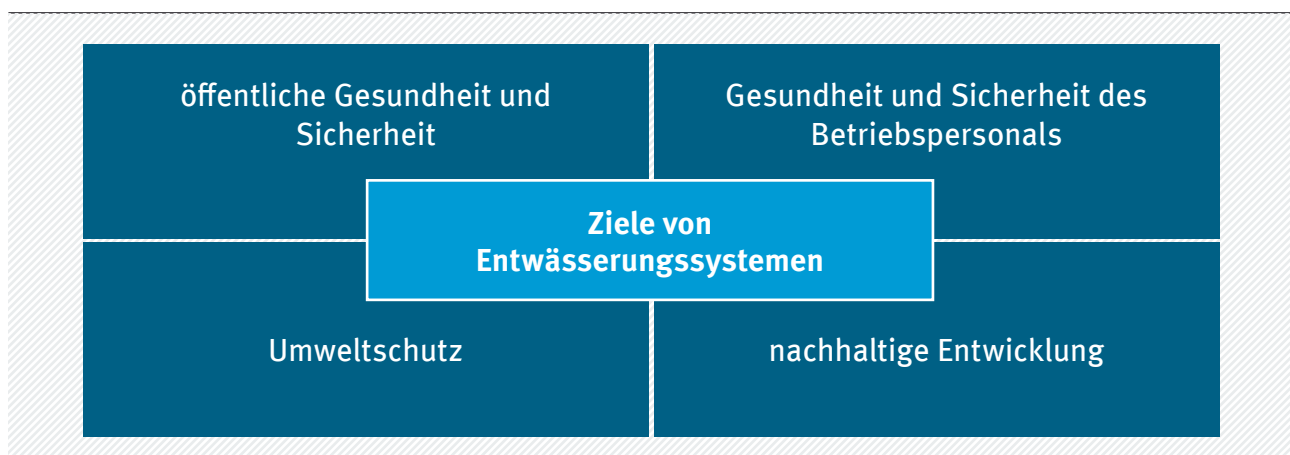 öffentliche Gesundheit und
Sicherheit
Gesundheit und Sicherheit des
Betriebspersonals
Ziele von
Entwässerungssystemen
Umweltschutz
nachhaltige Entwicklung